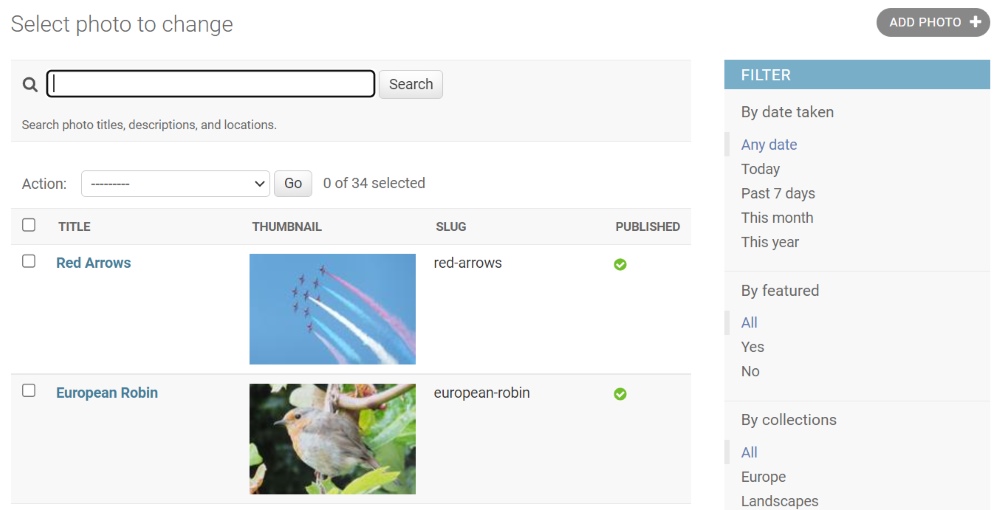 Select photo to change
ADD PHOTO
Search
Search photo titles, descriptions, and locations.
Action: --------- Go 0 of 34 selected
TITLE THUMBNAIL SLUG PUBLISHED
Red Arrows red-arrows
European Robin european-robin
FILTER
By date taken
Any date
Today
Past 7 days
This month
This year
By featured
All
Yes
No
By collections
All
Europe
Landscapes